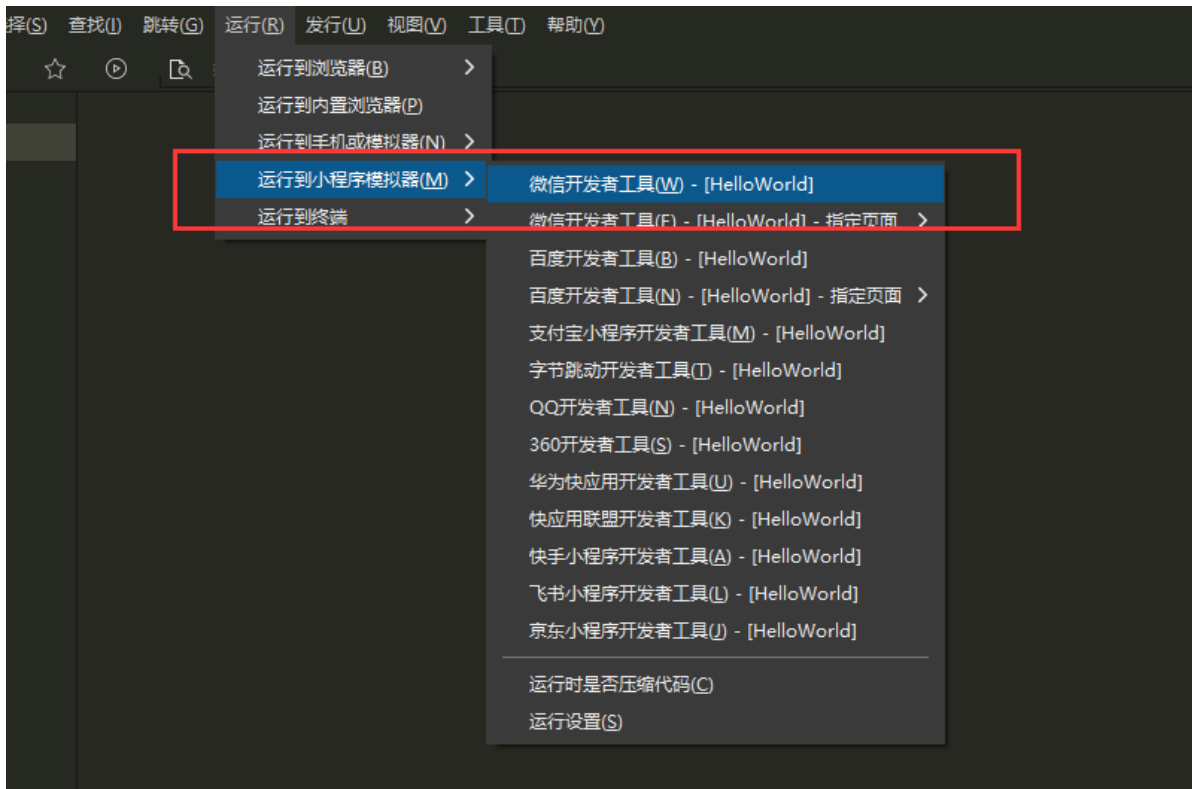 择(S) 查找(I) 跳转(G) 运行(R) 发行(U) 视图(V) 工具(T) 帮助(Y)
运行到浏览器(B)
运行到内置浏览器(P)
运行到手机或模拟器(N)
运行到小程序模拟器(M)
运行到终端
微信开发者工具(W) - [HelloWorld]
微信开发者工具(F) - [HelloWorld] - 指定页面
百度开发者工具(B) - [HelloWorld]
百度开发者工具(N) - [HelloWorld] - 指定页面
支付宝小程序开发者工具(M) - [HelloWorld]
字节跳动开发者工具(T) - [HelloWorld]
QQ开发者工具(N) - [HelloWorld]
360开发者工具(S) - [HelloWorld]
华为快应用开发者工具(U) - [HelloWorld]
快应用联盟开发者工具(K) - [HelloWorld]
快手小程序开发者工具(A) - [HelloWorld]
飞书小程序开发者工具(L) - [HelloWorld]
京东小程序开发者工具(J) - [HelloWorld]
运行时是否压缩代码(C)
运行设置(S)